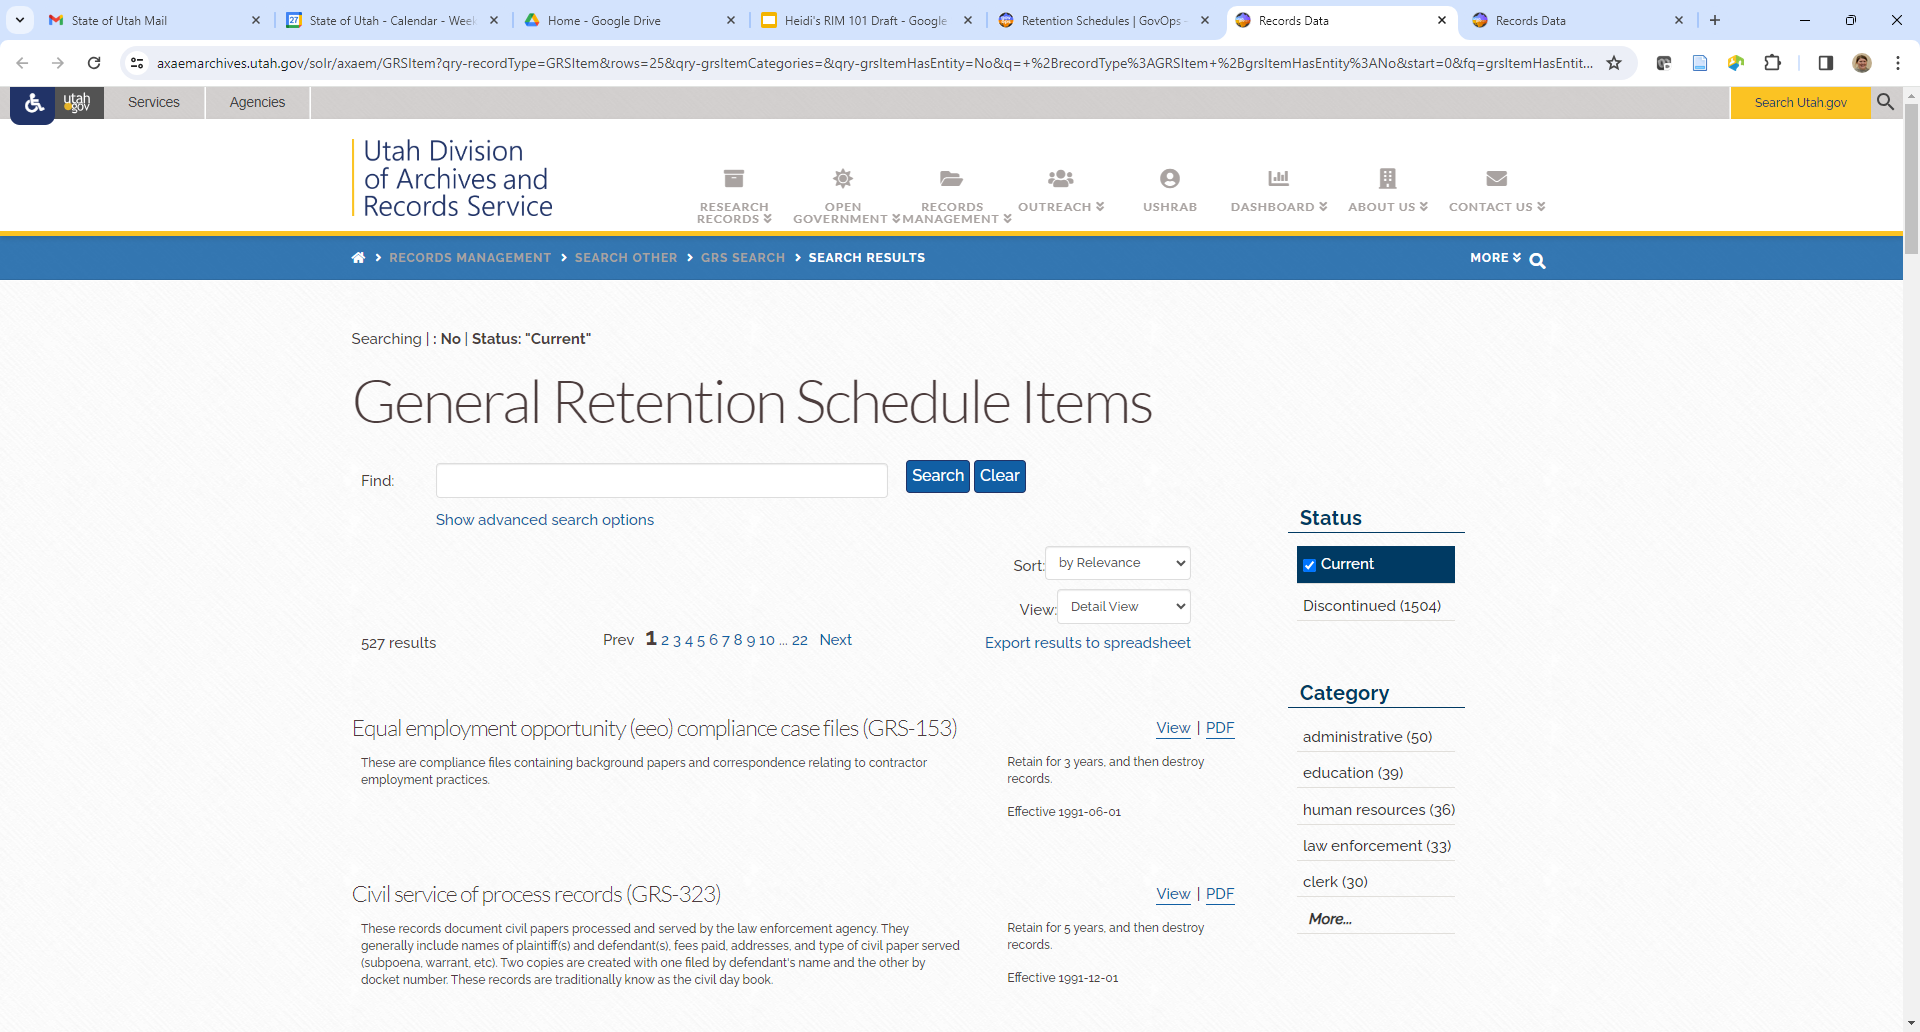 State of Utah Mail
State of Utah - Calendar - Week
Home - Google Drive
Heidi's RIM 101 Draft - Google
Retention Schedules | GovOps -
Records Data
Records Data
axaemarchives.utah.gov/solr/axaem/GRSItem?qry-recordType=GRSItem&rows=25&qry-grsItemCategories=&qry-grsItemHasEntity=No&q=+%2BrecordType%3AGRSItem+%2BgrsItemHasEntity%3ANo&start=0&fq=grsItemHasEntit...
utah.gov
Services
Agencies
Search Utah.gov
Utah Division
of Archives and
Records Service
RESEARCH
RECORDS
OPEN
GOVERNMENT
RECORDS
MANAGEMENT
OUTREACH
USHRAB
DASHBOARD
ABOUT US
CONTACT US
RECORDS MANAGEMENT > SEARCH OTHER > GRS SEARCH > SEARCH RESULTS
MORE
Searching | : No | Status: "Current"
General Retention Schedule Items
Find:
Search
Clear
Show advanced search options
Sort: by Relevance
View: Detail View
527 results
Prev 1 2 3 4 5 6 7 8 9 10 ... 22 Next
Export results to spreadsheet
Status
Current
Discontinued (1504)
Category
administrative (50)
education (39)
human resources (36)
law enforcement (33)
clerk (30)
More...
Equal employment opportunity (eeo) compliance case files (GRS-153)
View | PDF
These are compliance files containing background papers and correspondence relating to contractor
employment practices.
Retain for 3 years, and then destroy
records.
Effective 1991-06-01
Civil service of process records (GRS-323)
View | PDF
These records document civil papers processed and served by the law enforcement agency. They
generally include names of plaintiff(s) and defendant(s), fees paid, addresses, and type of civil paper served
(subpoena, warrant, etc). Two copies are created with one filed by defendant's name and the other by
docket number. These records are traditionally know as the civil day book.
Retain for 5 years, and then destroy
records.
Effective 1991-12-01